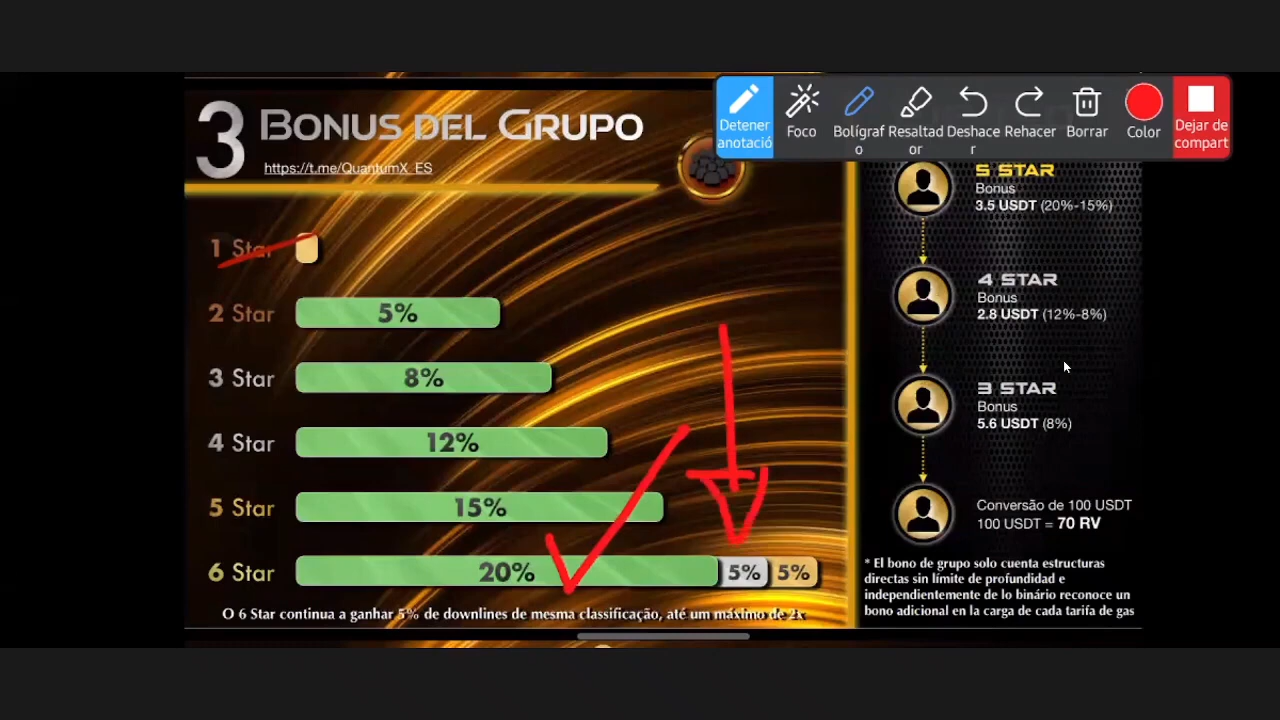 3 BONUS DEL GRUPO
https://t.me/QuantumX_ES
1 Star
2 Star 5%
3 Star 8%
4 Star 12%
5 Star 15%
6 Star 20% 5% 5%
O 6 Star continua a ganhar 5% de downlines de mesma classificação, até um máximo de 2x
Detener anotació
Foco
Bolígrafo
Resaltador
Deshacer
Rehacer
Borrar
Color
Dejar de compart
5 STAR
Bonus
3.5 USDT (20%-15%)
4 STAR
Bonus
2.8 USDT (12%-8%)
3 STAR
Bonus
5.6 USDT (8%)
Conversão de 100 USDT
100 USDT = 70 RV
* El bono de grupo solo cuenta estructuras
directas sin límite de profundidad e
independientemente de lo binário reconoce un
bono adicional en la carga de cada tarifa de gas